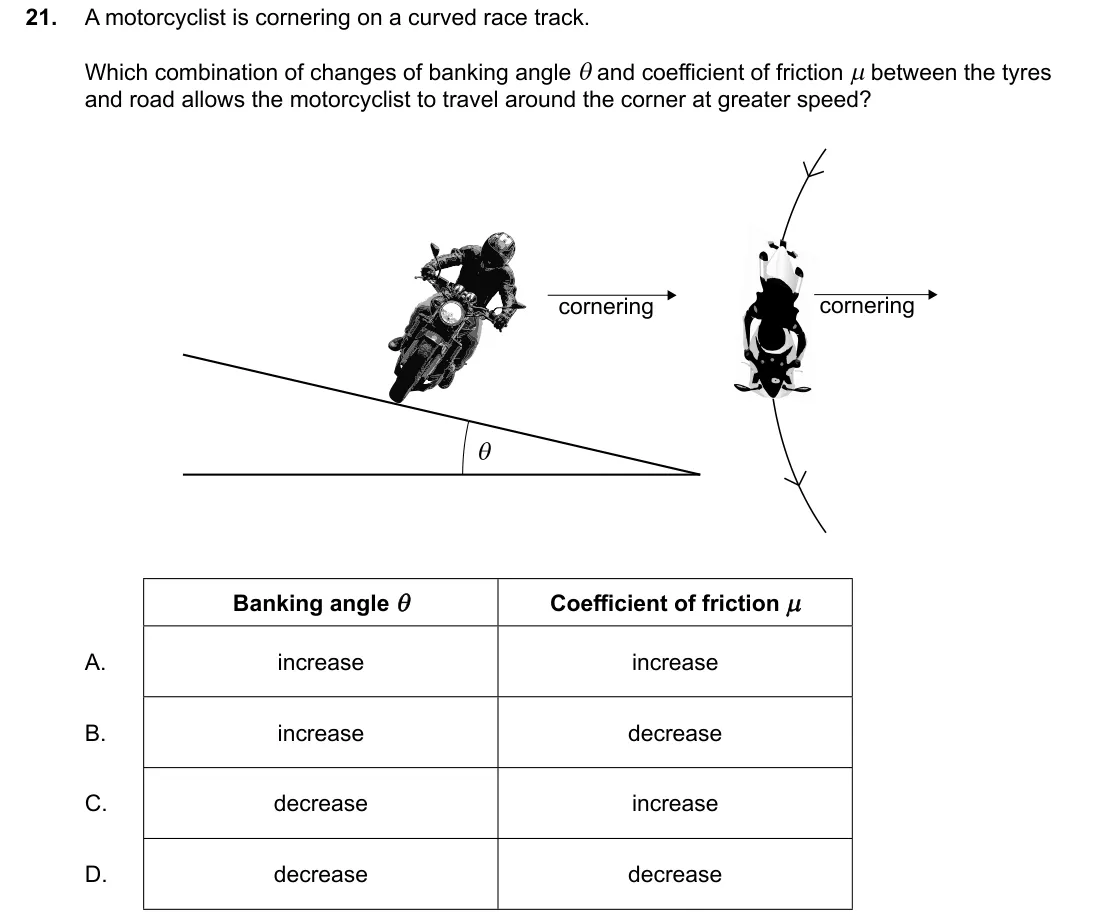 21. A motorcyclist is cornering on a curved race track.
Which combination of changes of banking angle θ and coefficient of friction μ between the tyres
and road allows the motorcyclist to travel around the corner at greater speed?
cornering
cornering
θ
Banking angle θ Coefficient of friction μ
A. increase increase
B. increase decrease
C. decrease increase
D. decrease decrease